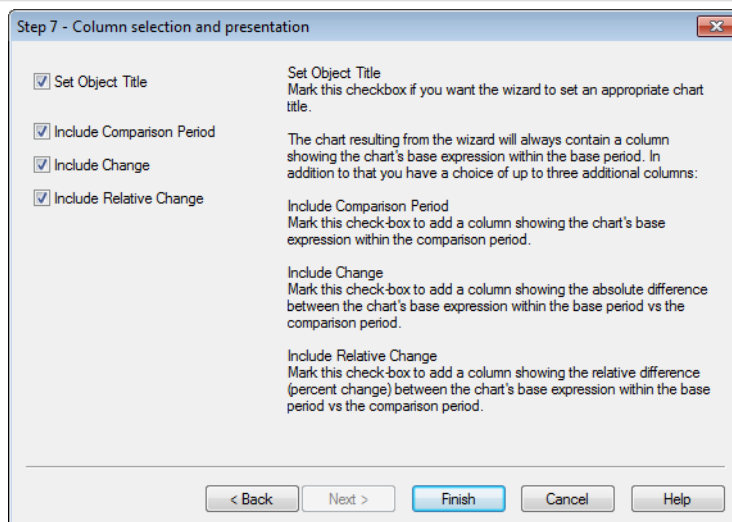 Step 7 - Column selection and presentation
Set Object Title
Include Comparison Period
Include Change
Include Relative Change
Set Object Title
Mark this checkbox if you want the wizard to set an appropriate chart
title.
The chart resulting from the wizard will always contain a column
showing the chart's base expression within the base period. In
addition to that you have a choice of up to three additional columns:
Include Comparison Period
Mark this check-box to add a column showing the chart's base
expression within the comparison period.
Include Change
Mark this check-box to add a column showing the absolute difference
between the chart's base expression within the base period vs the
comparison period.
Include Relative Change
Mark this check-box to add a column showing the relative difference
(percent change) between the chart's base expression within the base
period vs the comparison period.
< Back
Next >
Finish
Cancel
Help